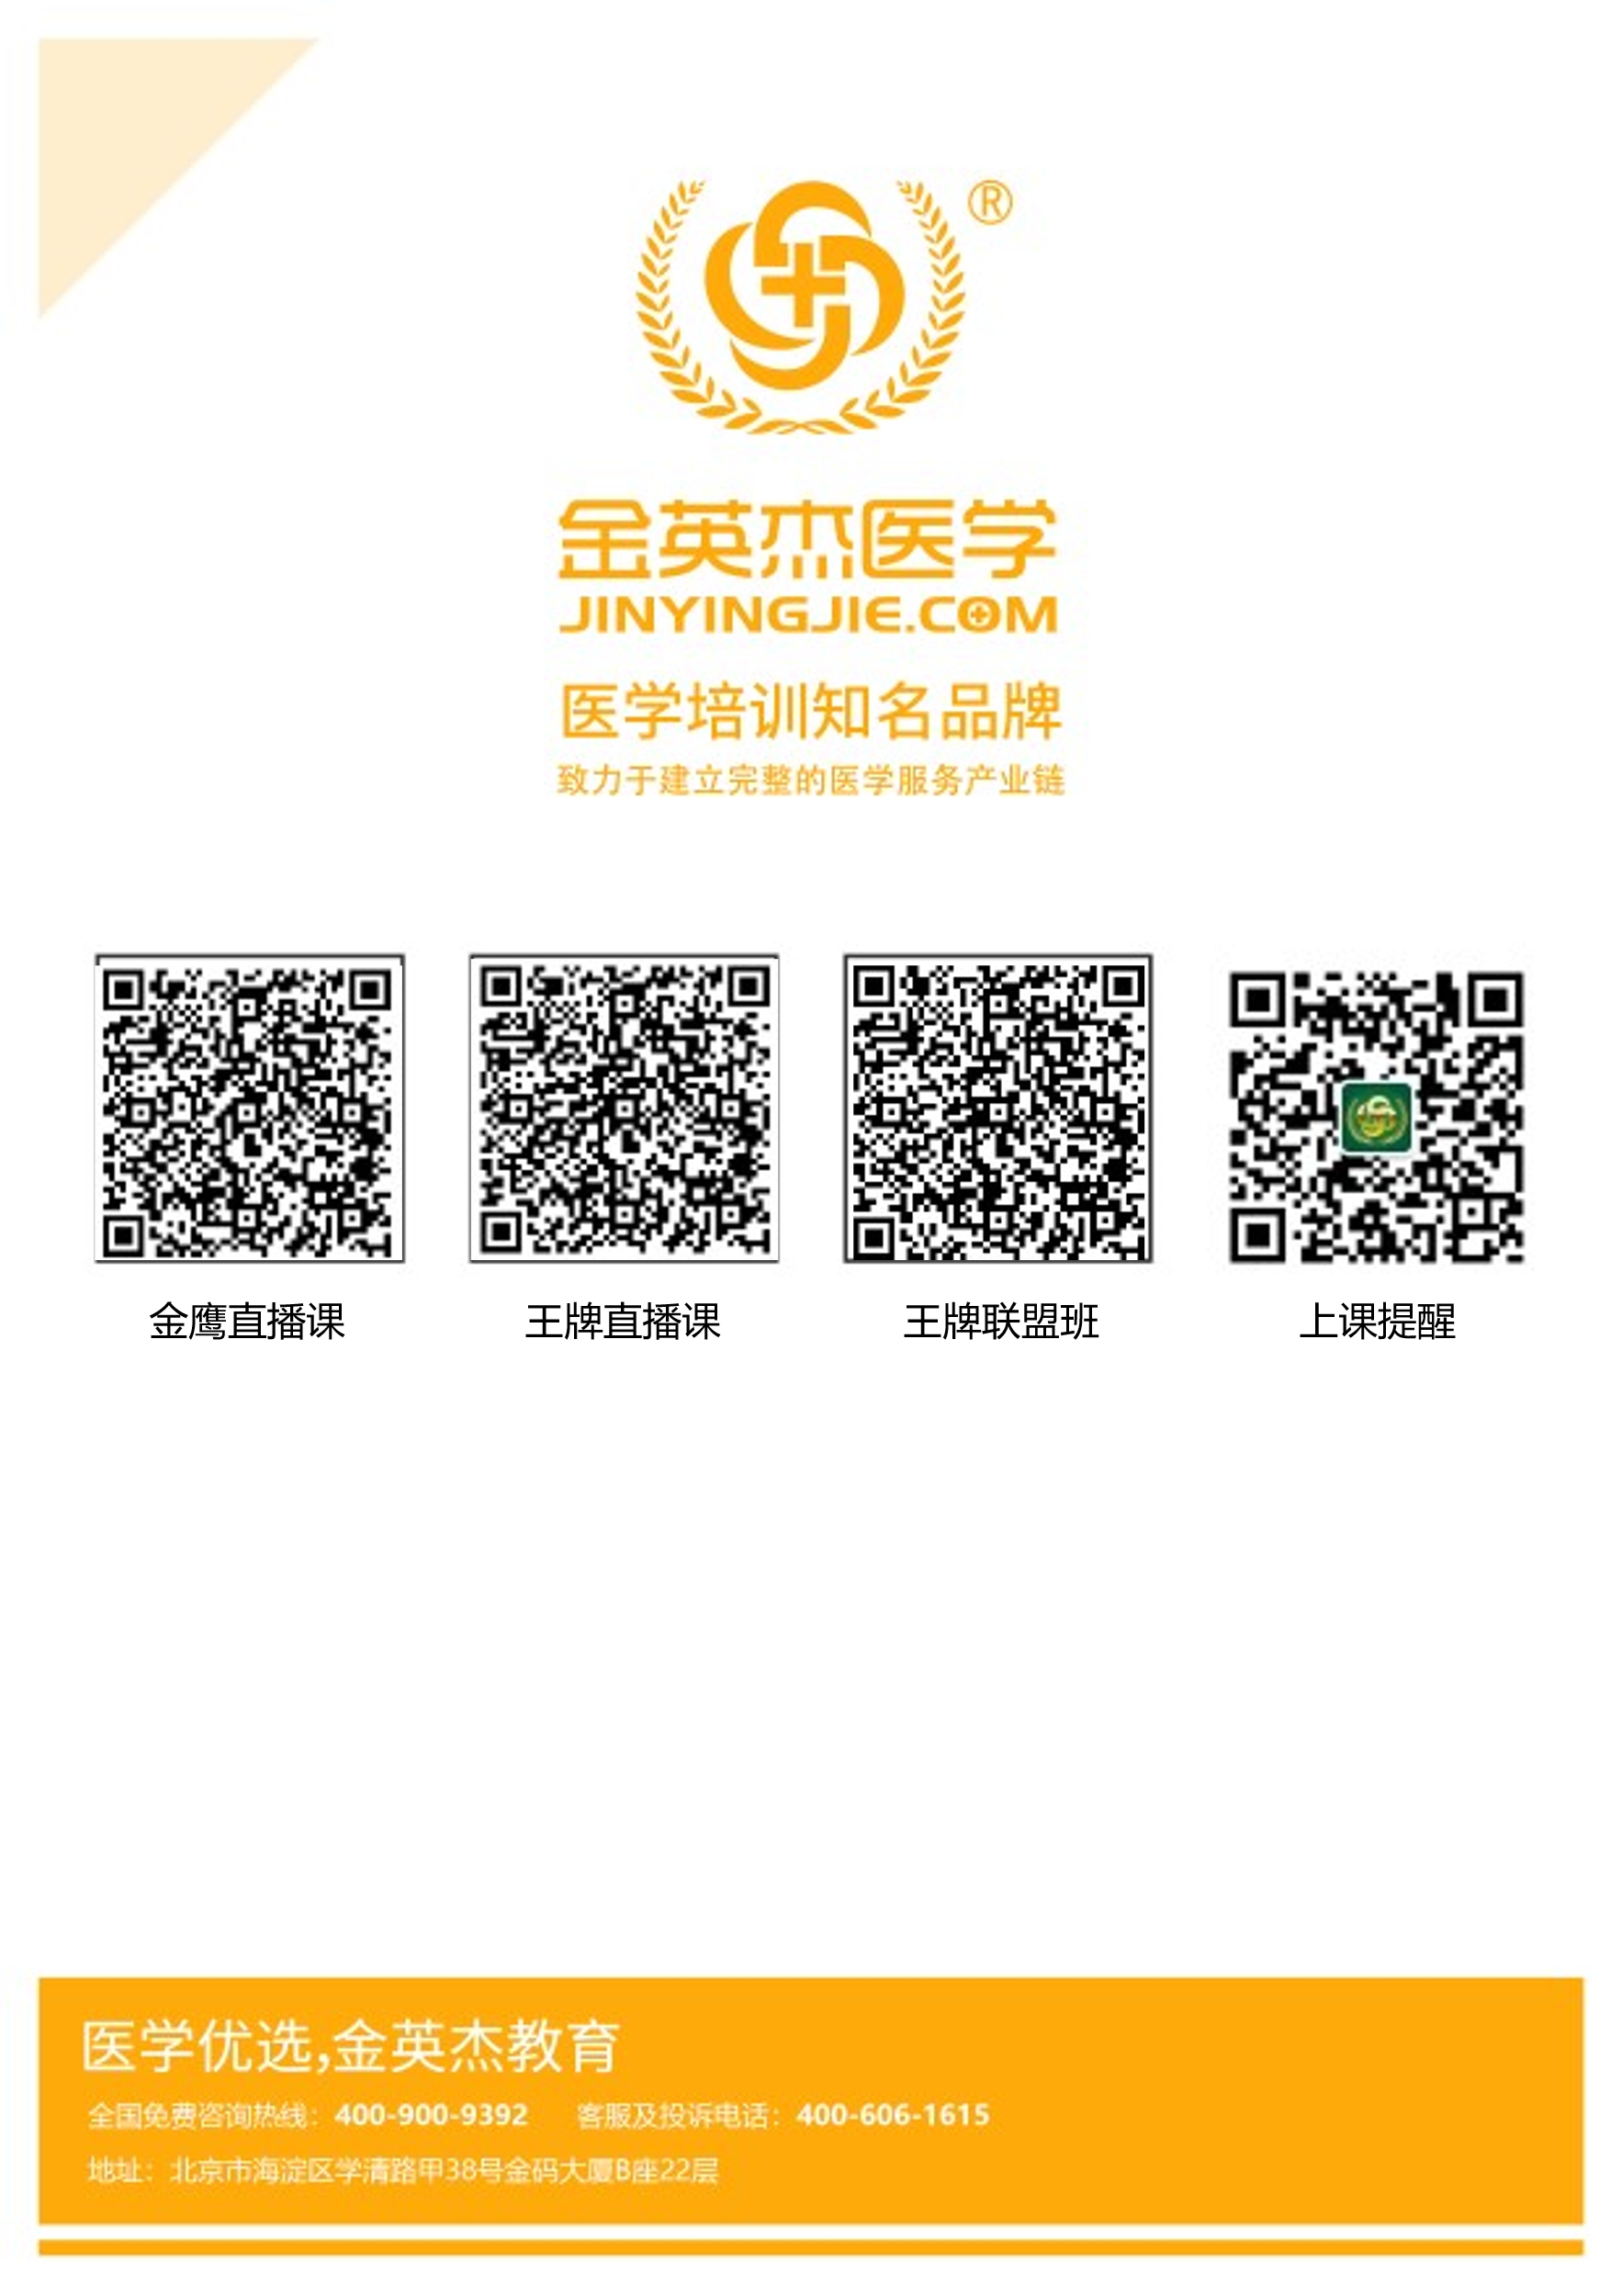 ®
金英杰医学
JINYINGJIE.COM
医学培训知名品牌
致力于建立完整的医学服务产业链
金鹰直播课 王牌直播课 王牌联盟班 上课提醒
医学优选,金英杰教育
全国免费咨询热线：400-900-9392 客服及投诉电话：400-606-1615
地址：北京市海淀区学清路甲38号金码大厦B座22层